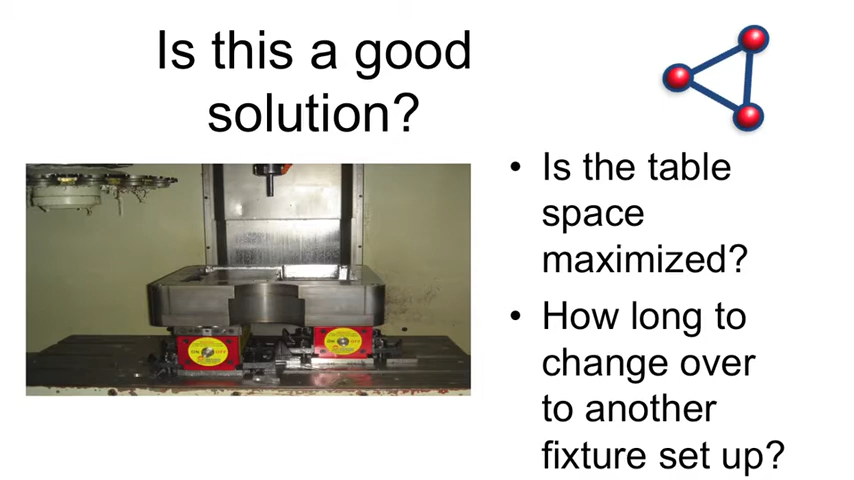 Is this a good
solution?
• Is the table
space
maximized?
• How long to
change over
to another
fixture set up?